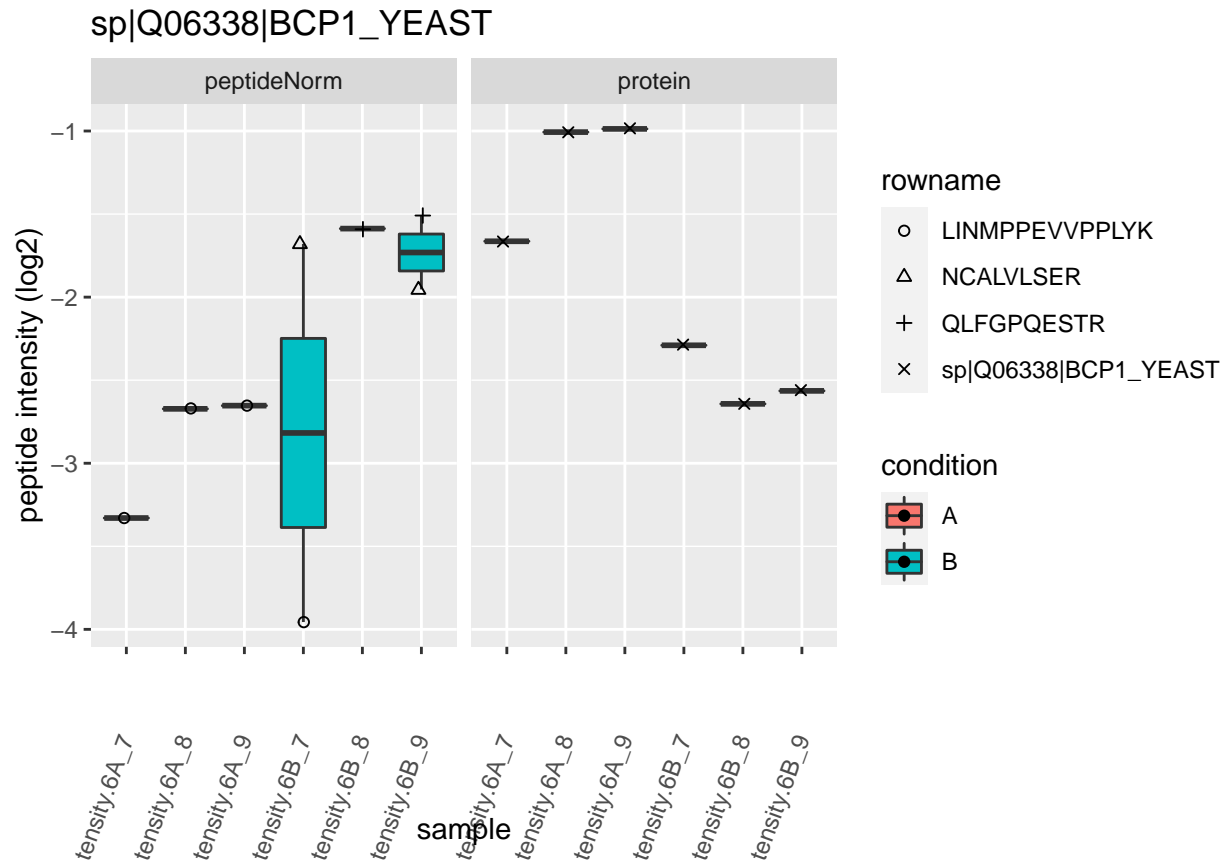 sp|Q06338|BCP1_YEAST
peptideNorm
protein
−1
−2
−3
−4
peptide intensity (log2)
tensity.6A_7
tensity.6A_8
tensity.6A_9
tensity.6B_7
tensity.6B_8
tensity.6B_9
tensity.6A_7
tensity.6A_8
tensity.6A_9
tensity.6B_7
tensity.6B_8
tensity.6B_9
sample
rowname
LINMPPEVVPPLYK
NCALVLSER
QLFGPQESTR
sp|Q06338|BCP1_YEAST
condition
A
B